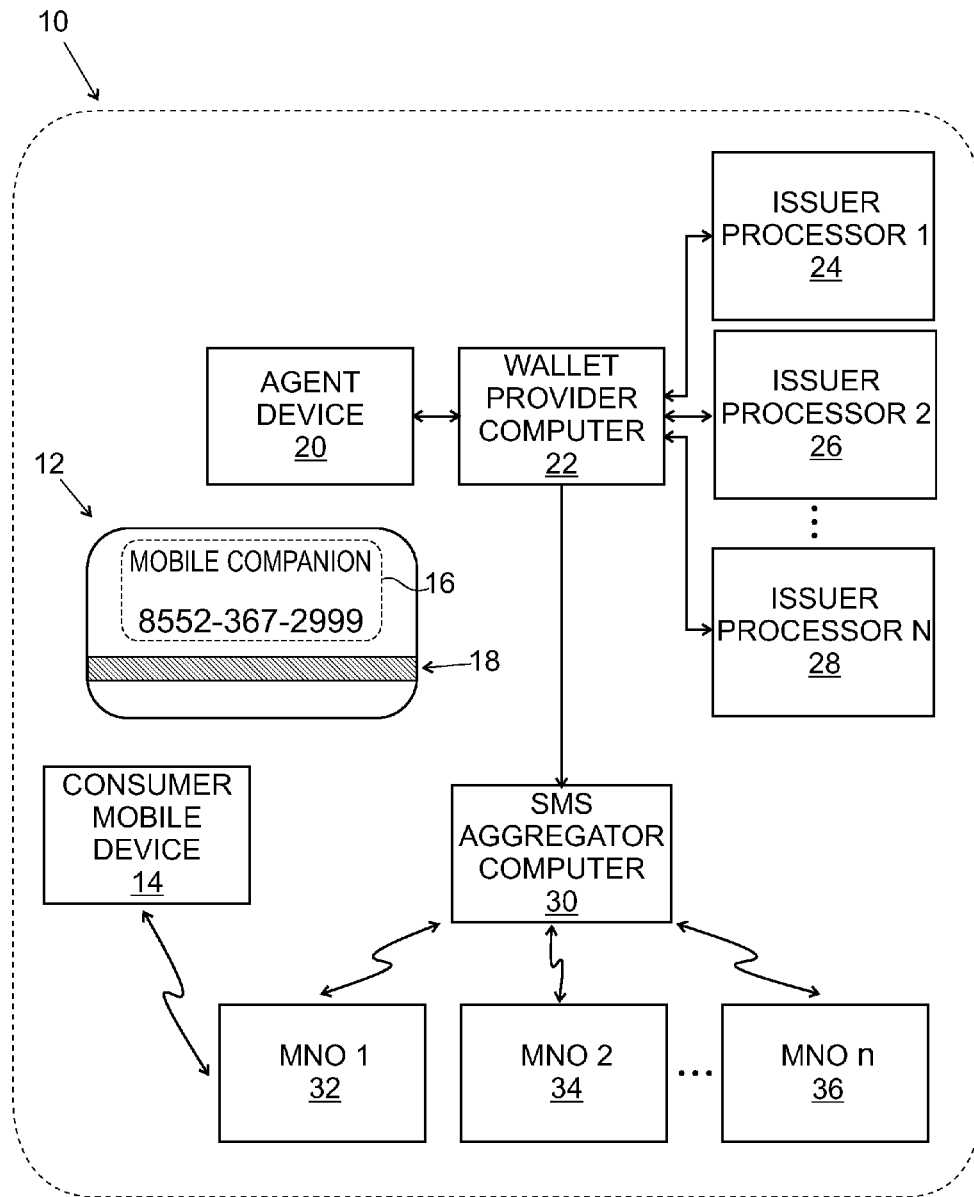 10
ISSUER
PROCESSOR 1
24
AGENT
DEVICE
20
WALLET
PROVIDER
COMPUTER
22
ISSUER
PROCESSOR 2
26
12
MOBILE COMPANION
8552-367-2999
16
18
ISSUER
PROCESSOR N
28
CONSUMER
MOBILE
DEVICE
14
SMS
AGGREGATOR
COMPUTER
30
MNO 1
32
MNO 2
34
MNO n
36